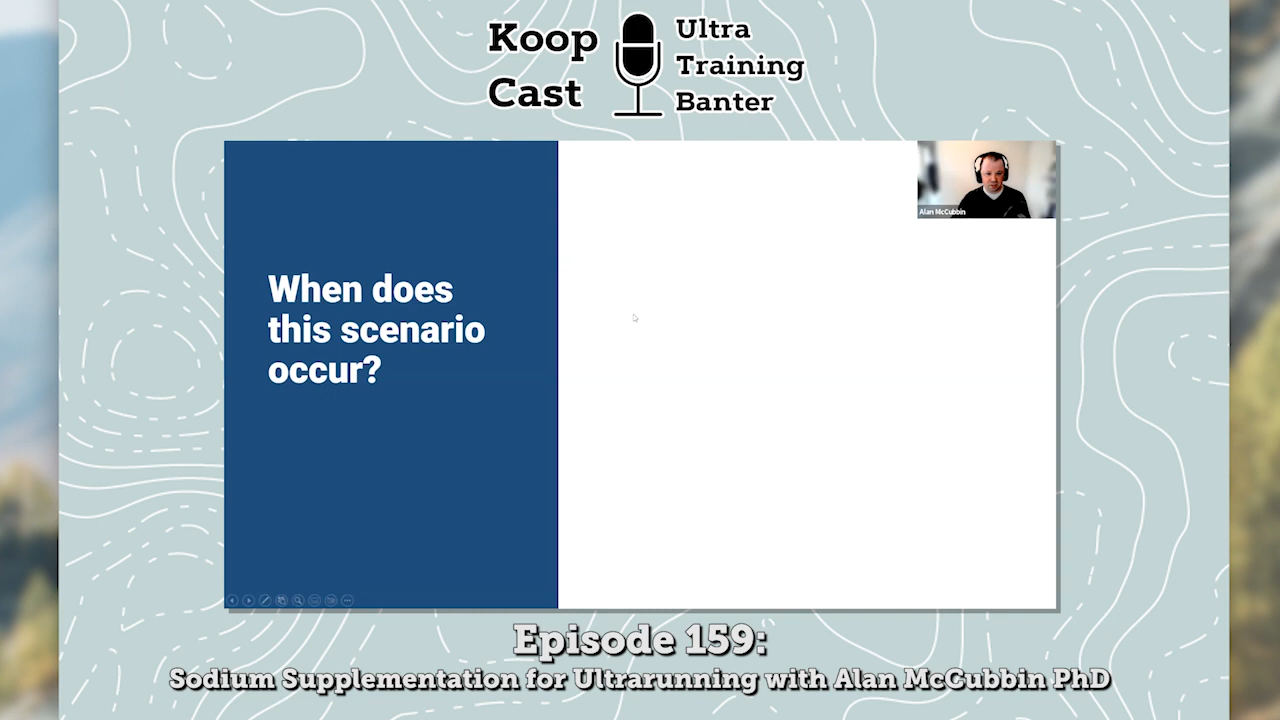 Koop
Cast
Ultra
Training
Banter
When does
this scenario
occur?
Alan McCubbin
Episode 159:
Sodium Supplementation for Ultrarunning with Alan McCubbin PhD